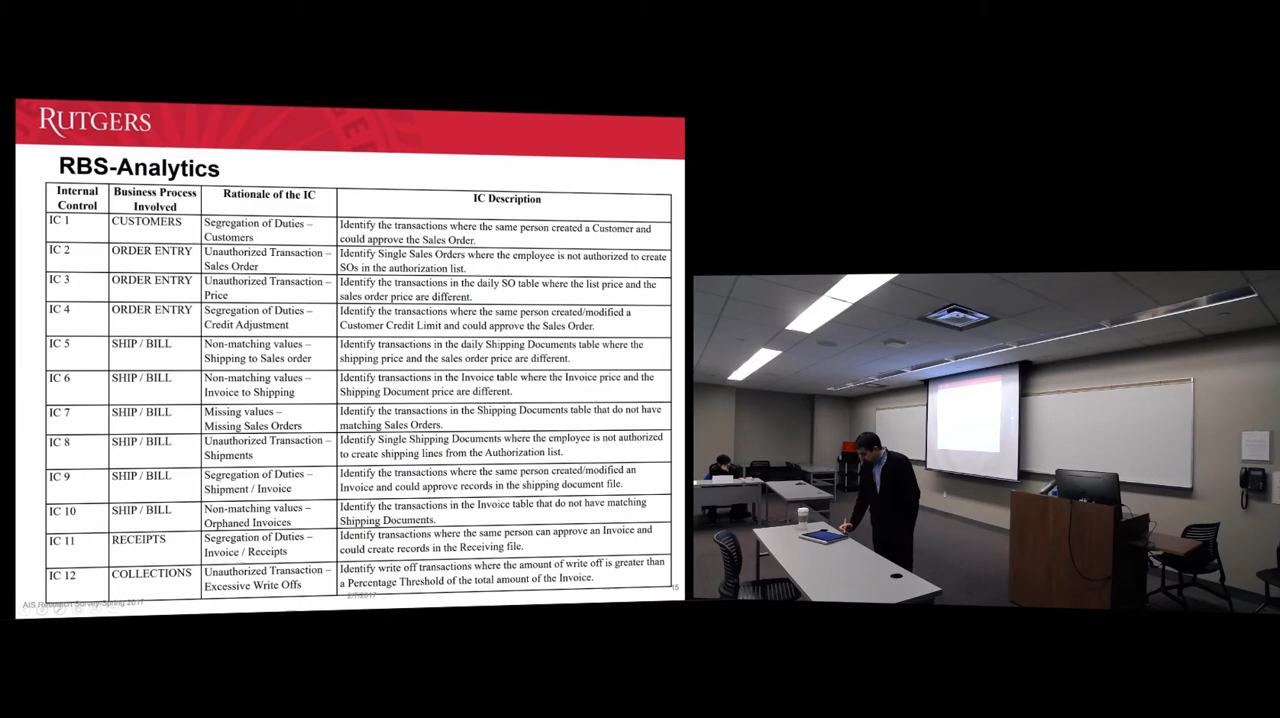 RUTGERS
RBS-Analytics
Internal Control Business Process Involved Rationale of the IC IC Description
IC 1 CUSTOMERS Segregation of Duties – Customers Identify the transactions where the same person created a Customer and could approve the Sales Order.
IC 2 ORDER ENTRY Unauthorized Transaction – Sales Order Identify Single Sales Orders where the employee is not authorized to create SOs in the authorization list.
IC 3 ORDER ENTRY Unauthorized Transaction – Price Identify the transactions in the daily SO table where the list price and the sales order price are different.
IC 4 ORDER ENTRY Segregation of Duties – Credit Adjustment Identify transactions where the same person created/modified a Customer Credit Limit and could approve the Sales Order.
IC 5 SHIP / BILL Non-matching values – Shipping to Sales order Identify transactions in the daily Shipping Documents table where the shipping price and the sales order price are different.
IC 6 SHIP / BILL Non-matching values – Invoice to Shipping Identify transactions in the Invoice table where the Invoice price and the Shipping Document price are different.
IC 7 SHIP / BILL Missing values – Missing Sales Orders Identify the transactions in the Shipping Documents table that do not have matching Sales Orders.
IC 8 SHIP / BILL Unauthorized Transaction – Shipments Identify Single Shipping Documents where the employee is not authorized to create shipping lines from the Authorization list.
IC 9 SHIP / BILL Segregation of Duties – Shipment / Invoice Identify the transactions where the same person created/modified an Invoice and could approve records in the shipping document file.
IC 10 SHIP / BILL Non-matching values – Orphaned Invoices Identify the transactions in the Invoice table that do not have matching Shipping Documents.
IC 11 RECEIPTS Segregation of Duties – Invoice / Receipts Identify transactions where the same person can approve an Invoice and could create records in the Receiving file.
IC 12 COLLECTIONS Unauthorized Transaction – Excessive Write Offs Identify write off transactions where the amount of write off is greater than a Percentage Threshold of the total amount of the Invoice.
AIS Research Survey-Spring 2017
2/7/2017
15